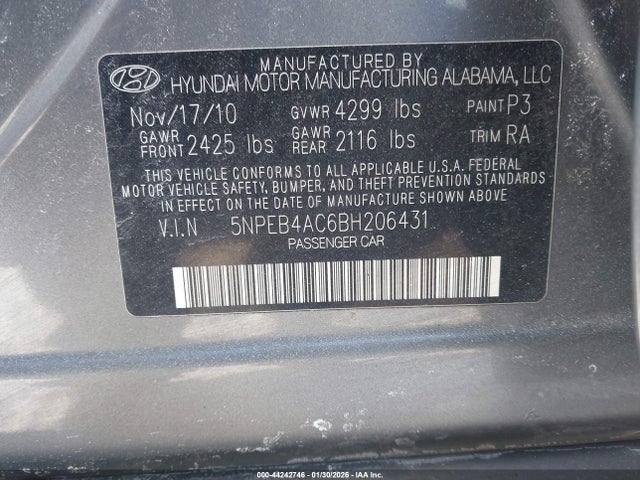 MANUFACTURED BY
HYUNDAI MOTOR MANUFACTURING ALABAMA, LLC
Nov/17/10 GVWR 4299 lbs PAINT P3
GAWR FRONT 2425 lbs GAWR REAR 2116 lbs TRIM RA
THIS VEHICLE CONFORMS TO ALL APPLICABLE U.S.A. FEDERAL
MOTOR VEHICLE SAFETY, BUMPER, AND THEFT PREVENTION STANDARDS
IN EFFECT ON THE DATE OF MANUFACTURE SHOWN ABOVE
V.I.N 5NPEB4AC6BH206431
PASSENGER CAR
000-44242746 - 01/30/2026 - IAA Inc.